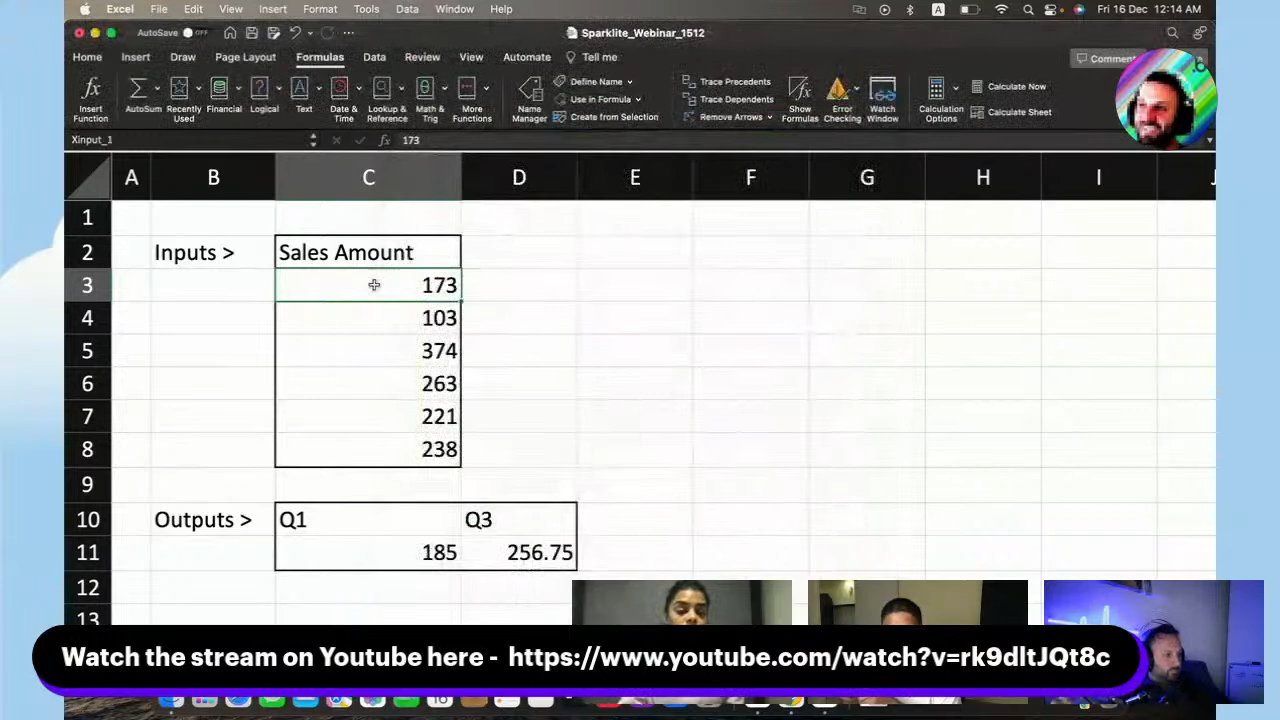 Excel File Edit View Insert Format Tools Data Window Help A Fri 16 Dec 12:14 AM
AutoSave OFF Sparklite_Webinar_1512
Home Insert Draw Page Layout Formulas Data Review View Automate Tell me Comments
Insert Function AutoSum Recently Used Financial Logical Text Date & Time Lookup & Reference Math & Trig More Functions Name Manager Define Name Use in Formula Create from Selection Trace Precedents Trace Dependents Remove Arrows Show Formulas Error Checking Watch Window Calculation Options Calculate Now Calculate Sheet
Xinput_1 fx 173
A B C D E F G H I J
1
2 Inputs > Sales Amount
3 173
4 103
5 374
6 263
7 221
8 238
9
10 Outputs > Q1 Q3
11 185 256.75
12
13
Watch the stream on Youtube here - https://www.youtube.com/watch?v=rk9dltJQt8c